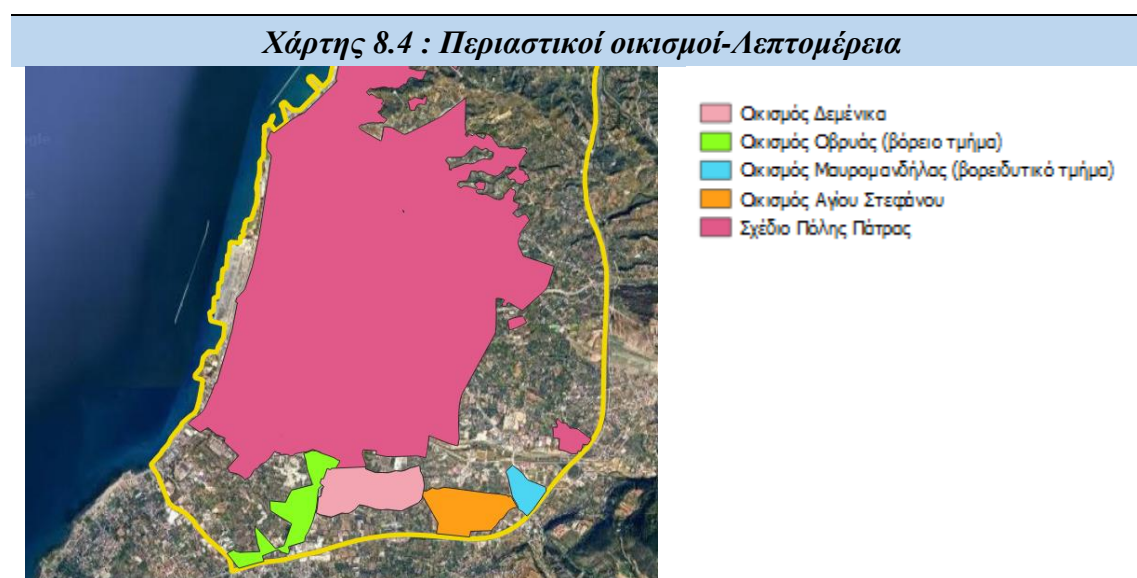 Χάρτης 8.4 : Περιαστικοί οικισμοί-Λεπτομέρεια
Οικισμός Δεμένικα
Οικισμός Οβρυάς (βόρειο τμήμα)
Οικισμός Μαυρομανδήλας (βορειδυτικό τμήμα)
Οικισμός Αγίου Στεφάνου
Σχέδιο Πόλης Πάτρας